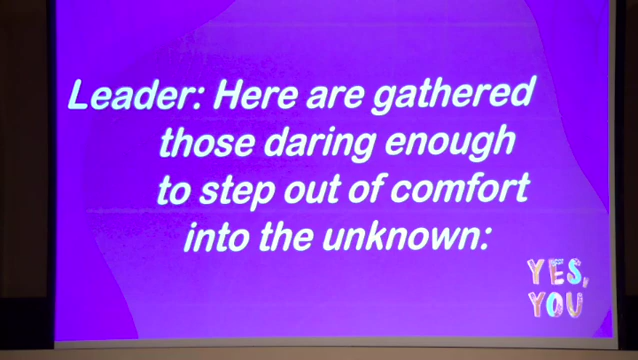 Leader: Here are gathered
those daring enough
to step out of comfort
into the unknown:
YES,
YOU